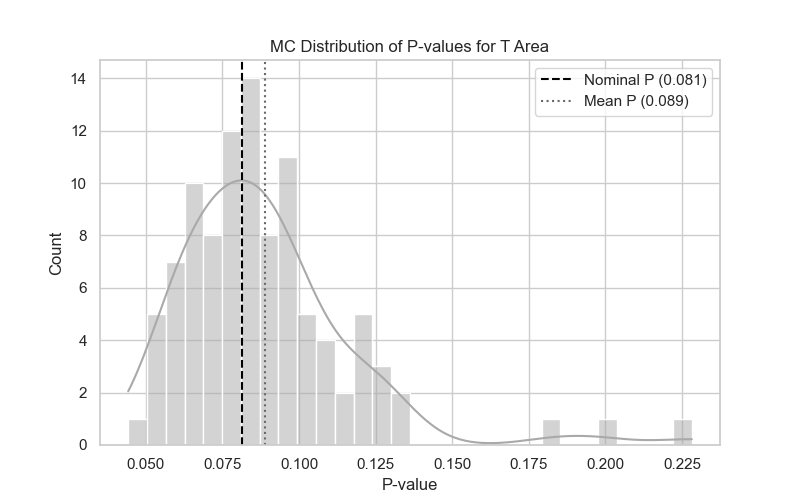 MC Distribution of P-values for T Area
Nominal P (0.081)
Mean P (0.089)
Count
14
12
10
8
6
4
2
0
0.050 0.075 0.100 0.125 0.150 0.175 0.200 0.225
P-value